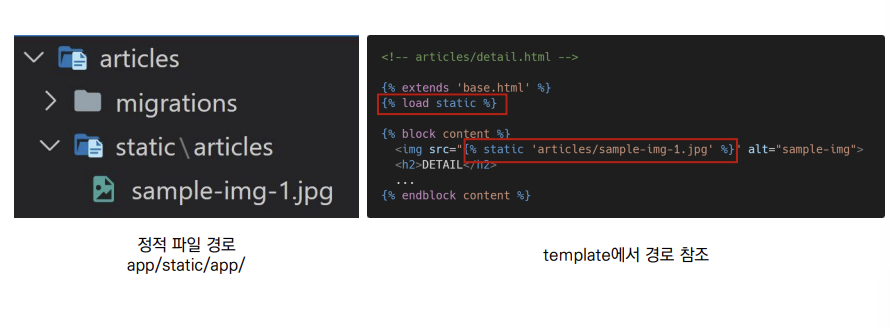 articles
migrations
static\articles
sample-img-1.jpg
정적 파일 경로
app/static/app/
<!-- articles/detail.html -->
{% extends 'base.html' %}
{% load static %}
{% block content %}
<img src="{% static 'articles/sample-img-1.jpg' %}" alt="sample-img">
<h2>DETAIL</h2>
...
{% endblock content %}
template에서 경로 참조